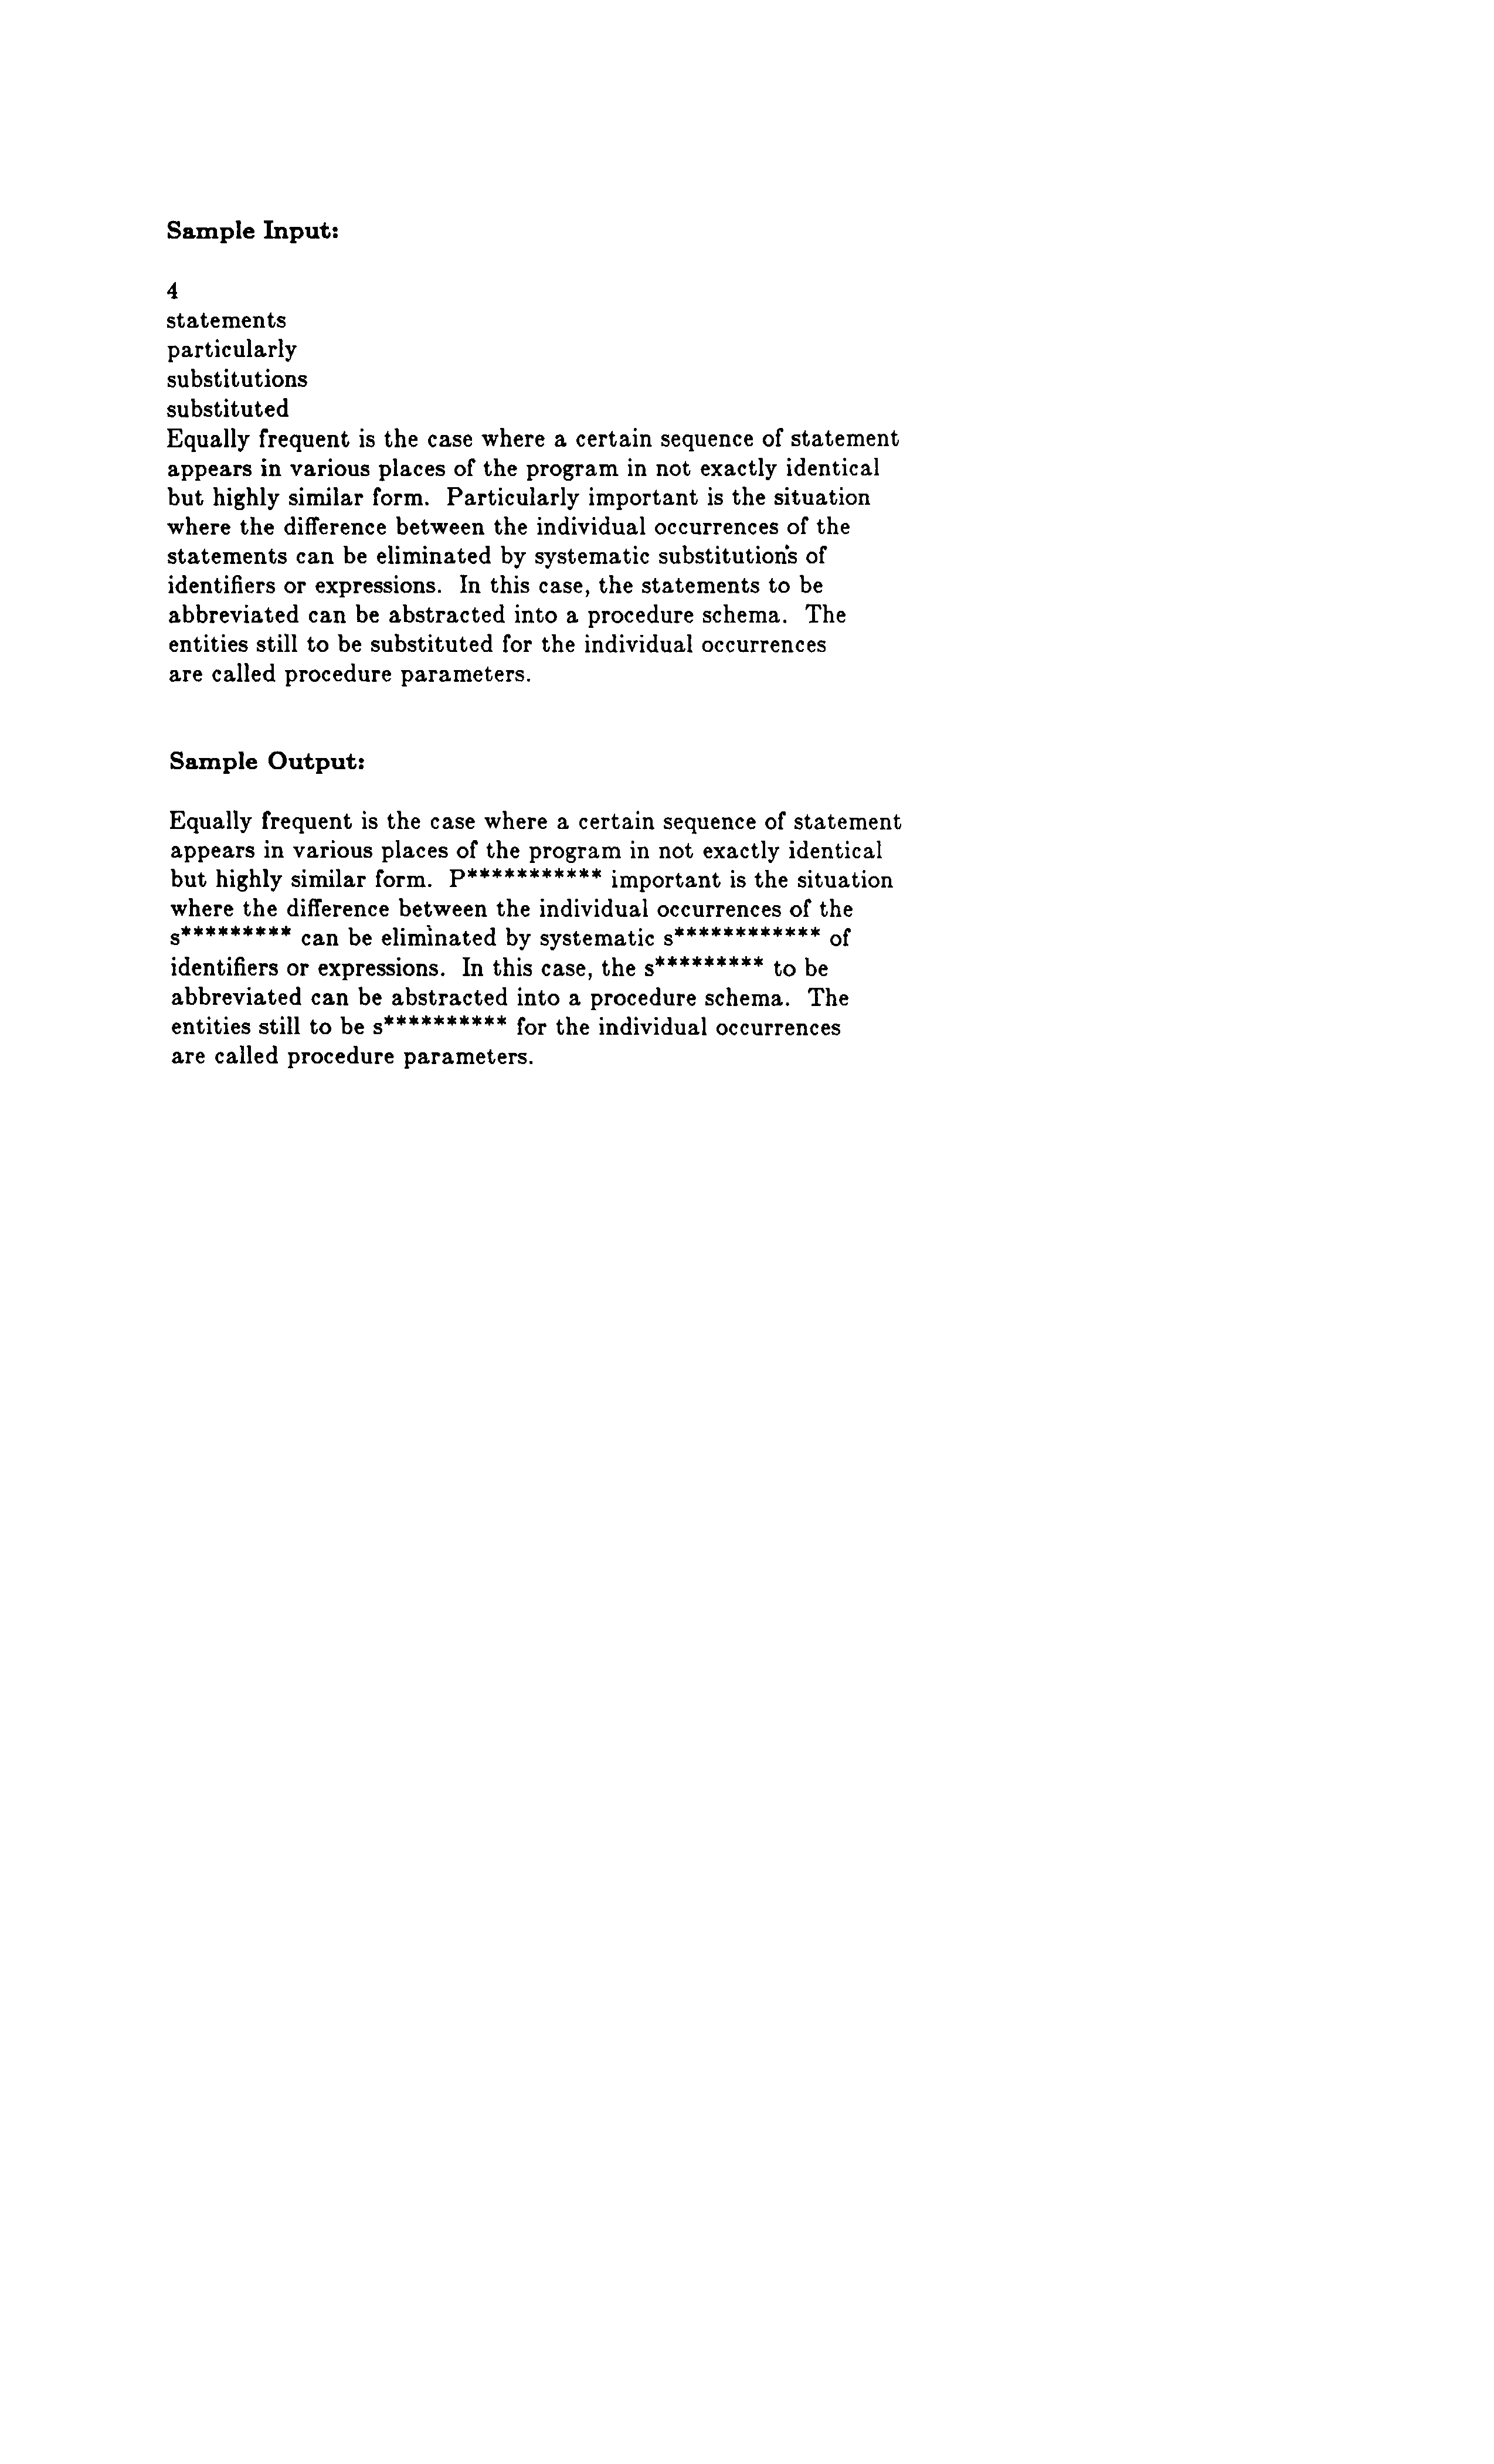 Sample Input:
4
statements
particularly
substitutions
substituted
Equally frequent is the case where a certain sequence of statement
appears in various places of the program in not exactly identical
but highly similar form. Particularly important is the situation
where the difference between the individual occurrences of the
statements can be eliminated by systematic substitutions of
identifiers or expressions. In this case, the statements to be
abbreviated can be abstracted into a procedure schema. The
entities still to be substituted for the individual occurrences
are called procedure parameters.
Sample Output:
Equally frequent is the case where a certain sequence of statement
appears in various places of the program in not exactly identical
but highly similar form. P*********** important is the situation
where the difference between the individual occurrences of the
s********* can be eliminated by systematic s************ of
identifiers or expressions. In this case, the s********* to be
abbreviated can be abstracted into a procedure schema. The
entities still to be s********** for the individual occurrences
are called procedure parameters.